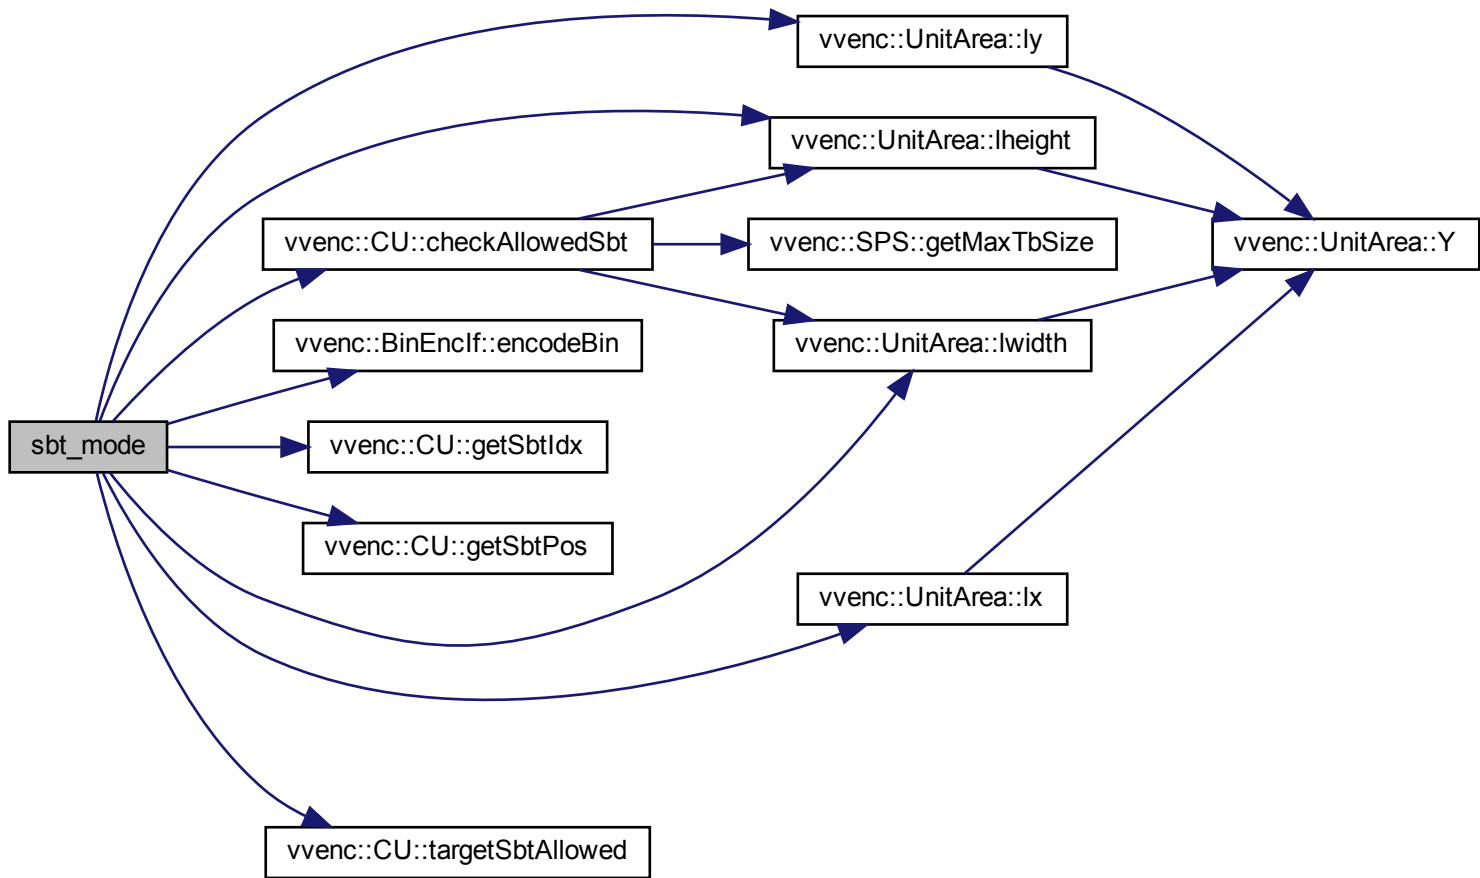 vvenc::UnitArea::ly
vvenc::UnitArea::lheight
vvenc::CU::checkAllowedSbt
vvenc::SPS::getMaxTbSize
vvenc::UnitArea::Y
vvenc::BinEncIf::encodeBin
vvenc::UnitArea::lwidth
sbt_mode
vvenc::CU::getSbtIdx
vvenc::CU::getSbtPos
vvenc::UnitArea::lx
vvenc::CU::targetSbtAllowed